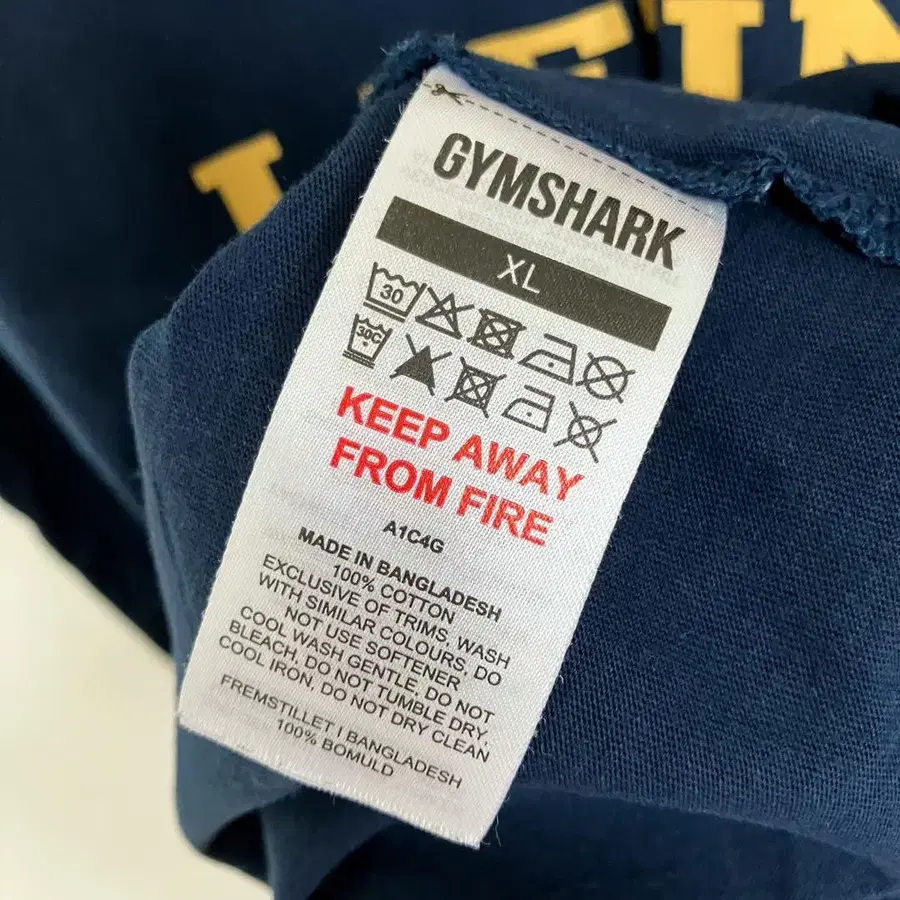 GYMSHARK
XL
30
30C
KEEP AWAY
FROM FIRE
A1C4G
MADE IN BANGLADESH
100% COTTON
EXCLUSIVE OF TRIMS, WASH
WITH SIMILAR COLOURS, DO
NOT USE SOFTENER
COOL WASH GENTLE, DO NOT
BLEACH, DO NOT TUMBLE DRY,
COOL IRON, DO NOT DRY CLEAN
FREMSTILLET I BANGLADESH
100% BOMULD